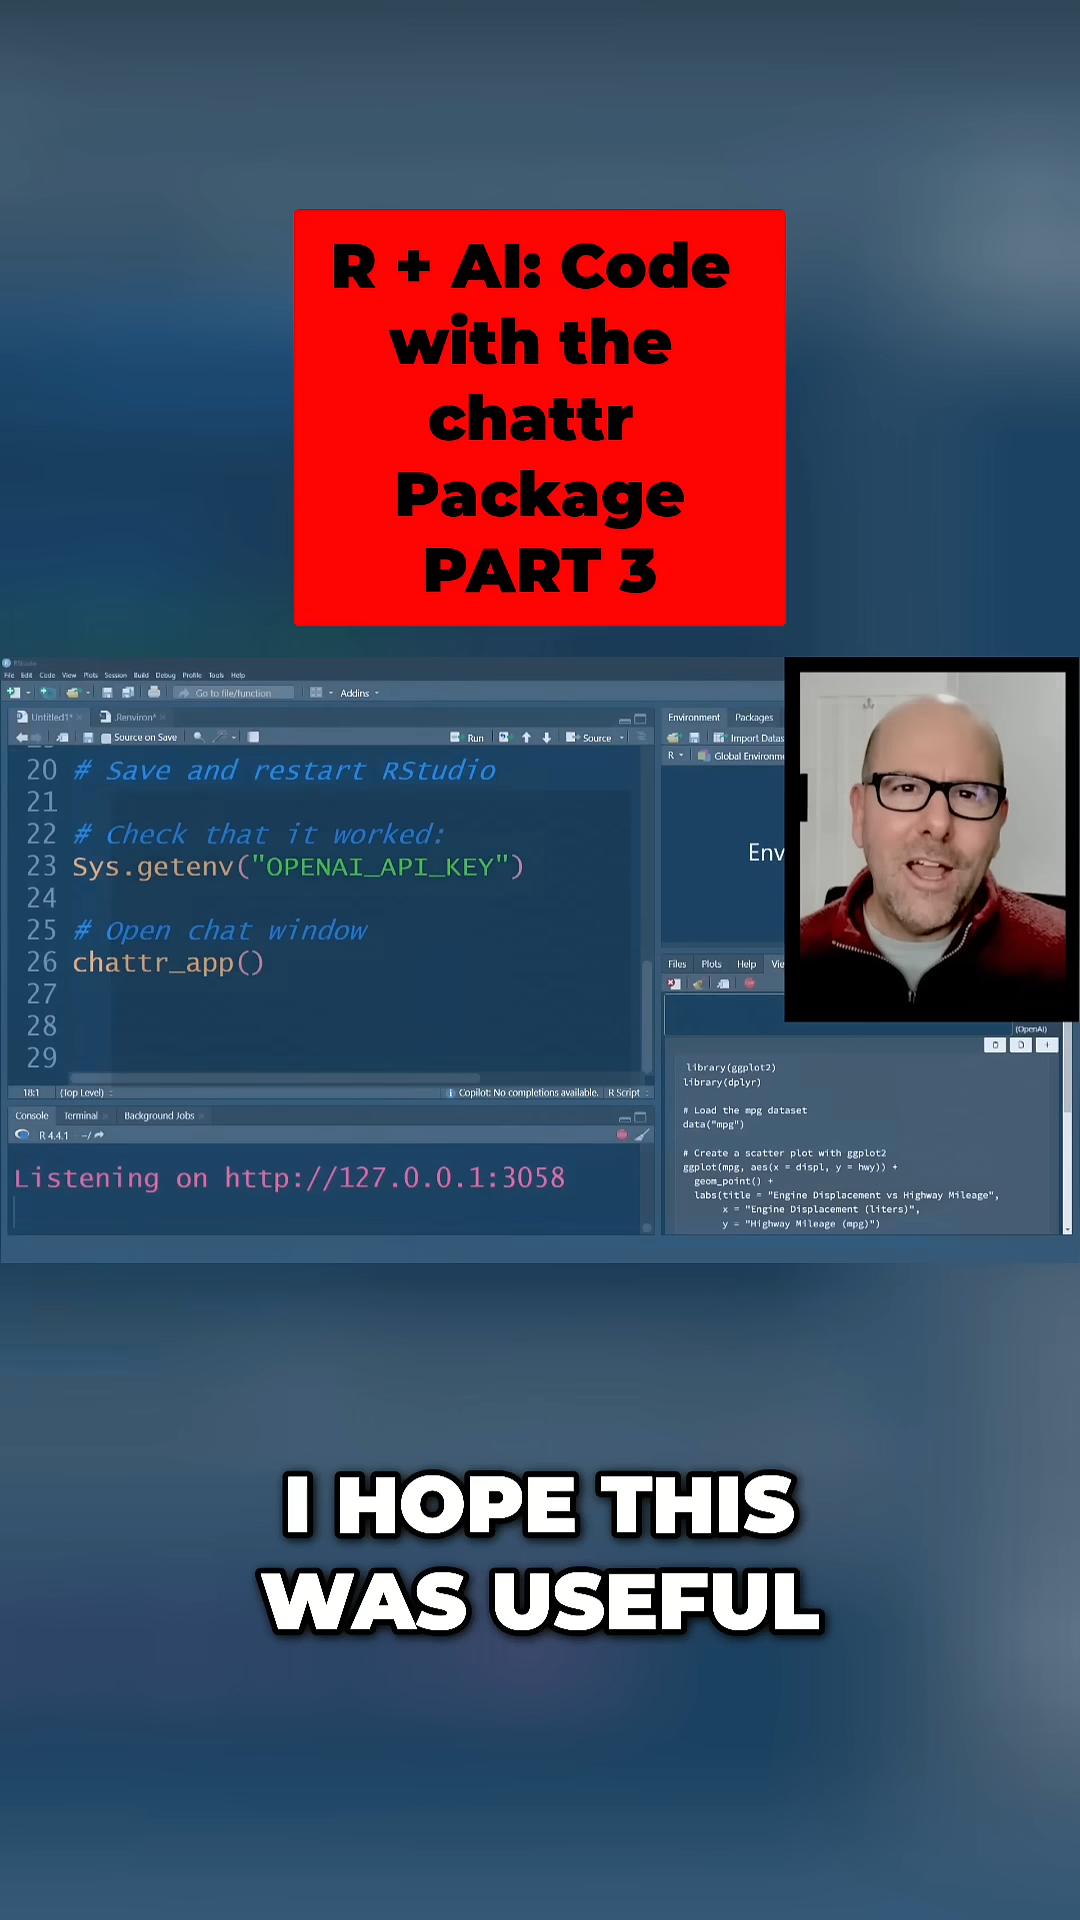 R + AI: Code
with the
chattr
Package
PART 3
RStudio
File Edit Code View Plots Session Build Debug Profile Tools Help
Go to file/function
Addins
Untitled1*
.Renviron*
Source on Save
Run
Source
20 # Save and restart RStudio
21
22 # Check that it worked:
23 Sys.getenv("OPENAI_API_KEY")
24
25 # Open chat window
26 chattr_app()
27
28
29
18:1 (Top Level)
Copilot: No completions available. R Script
Console Terminal Background Jobs
R 4.4.1 ~/
Listening on http://127.0.0.1:3058
Environment Packages
Import Datas
R Global Environme
Env
Files Plots Help Vie
(OpenAI)
library(ggplot2)
library(dplyr)
# Load the mpg dataset
data("mpg")
# Create a scatter plot with ggplot2
ggplot(mpg, aes(x = displ, y = hwy)) +
geom_point() +
labs(title = "Engine Displacement vs Highway Mileage",
x = "Engine Displacement (liters)",
y = "Highway Mileage (mpg)")
I HOPE THIS
WAS USEFUL